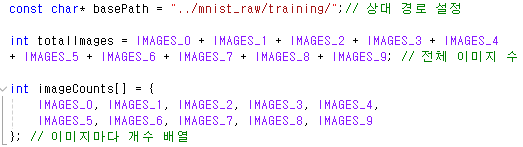 const char* basePath = "../mnist_raw/training/";// 상대 경로 설정
int totalImages = IMAGES_0 + IMAGES_1 + IMAGES_2 + IMAGES_3 + IMAGES_4
+ IMAGES_5 + IMAGES_6 + IMAGES_7 + IMAGES_8 + IMAGES_9; // 전체 이미지 수
int imageCounts[] = {
IMAGES_0, IMAGES_1, IMAGES_2, IMAGES_3, IMAGES_4,
IMAGES_5, IMAGES_6, IMAGES_7, IMAGES_8, IMAGES_9
}; // 이미지마다 개수 배열